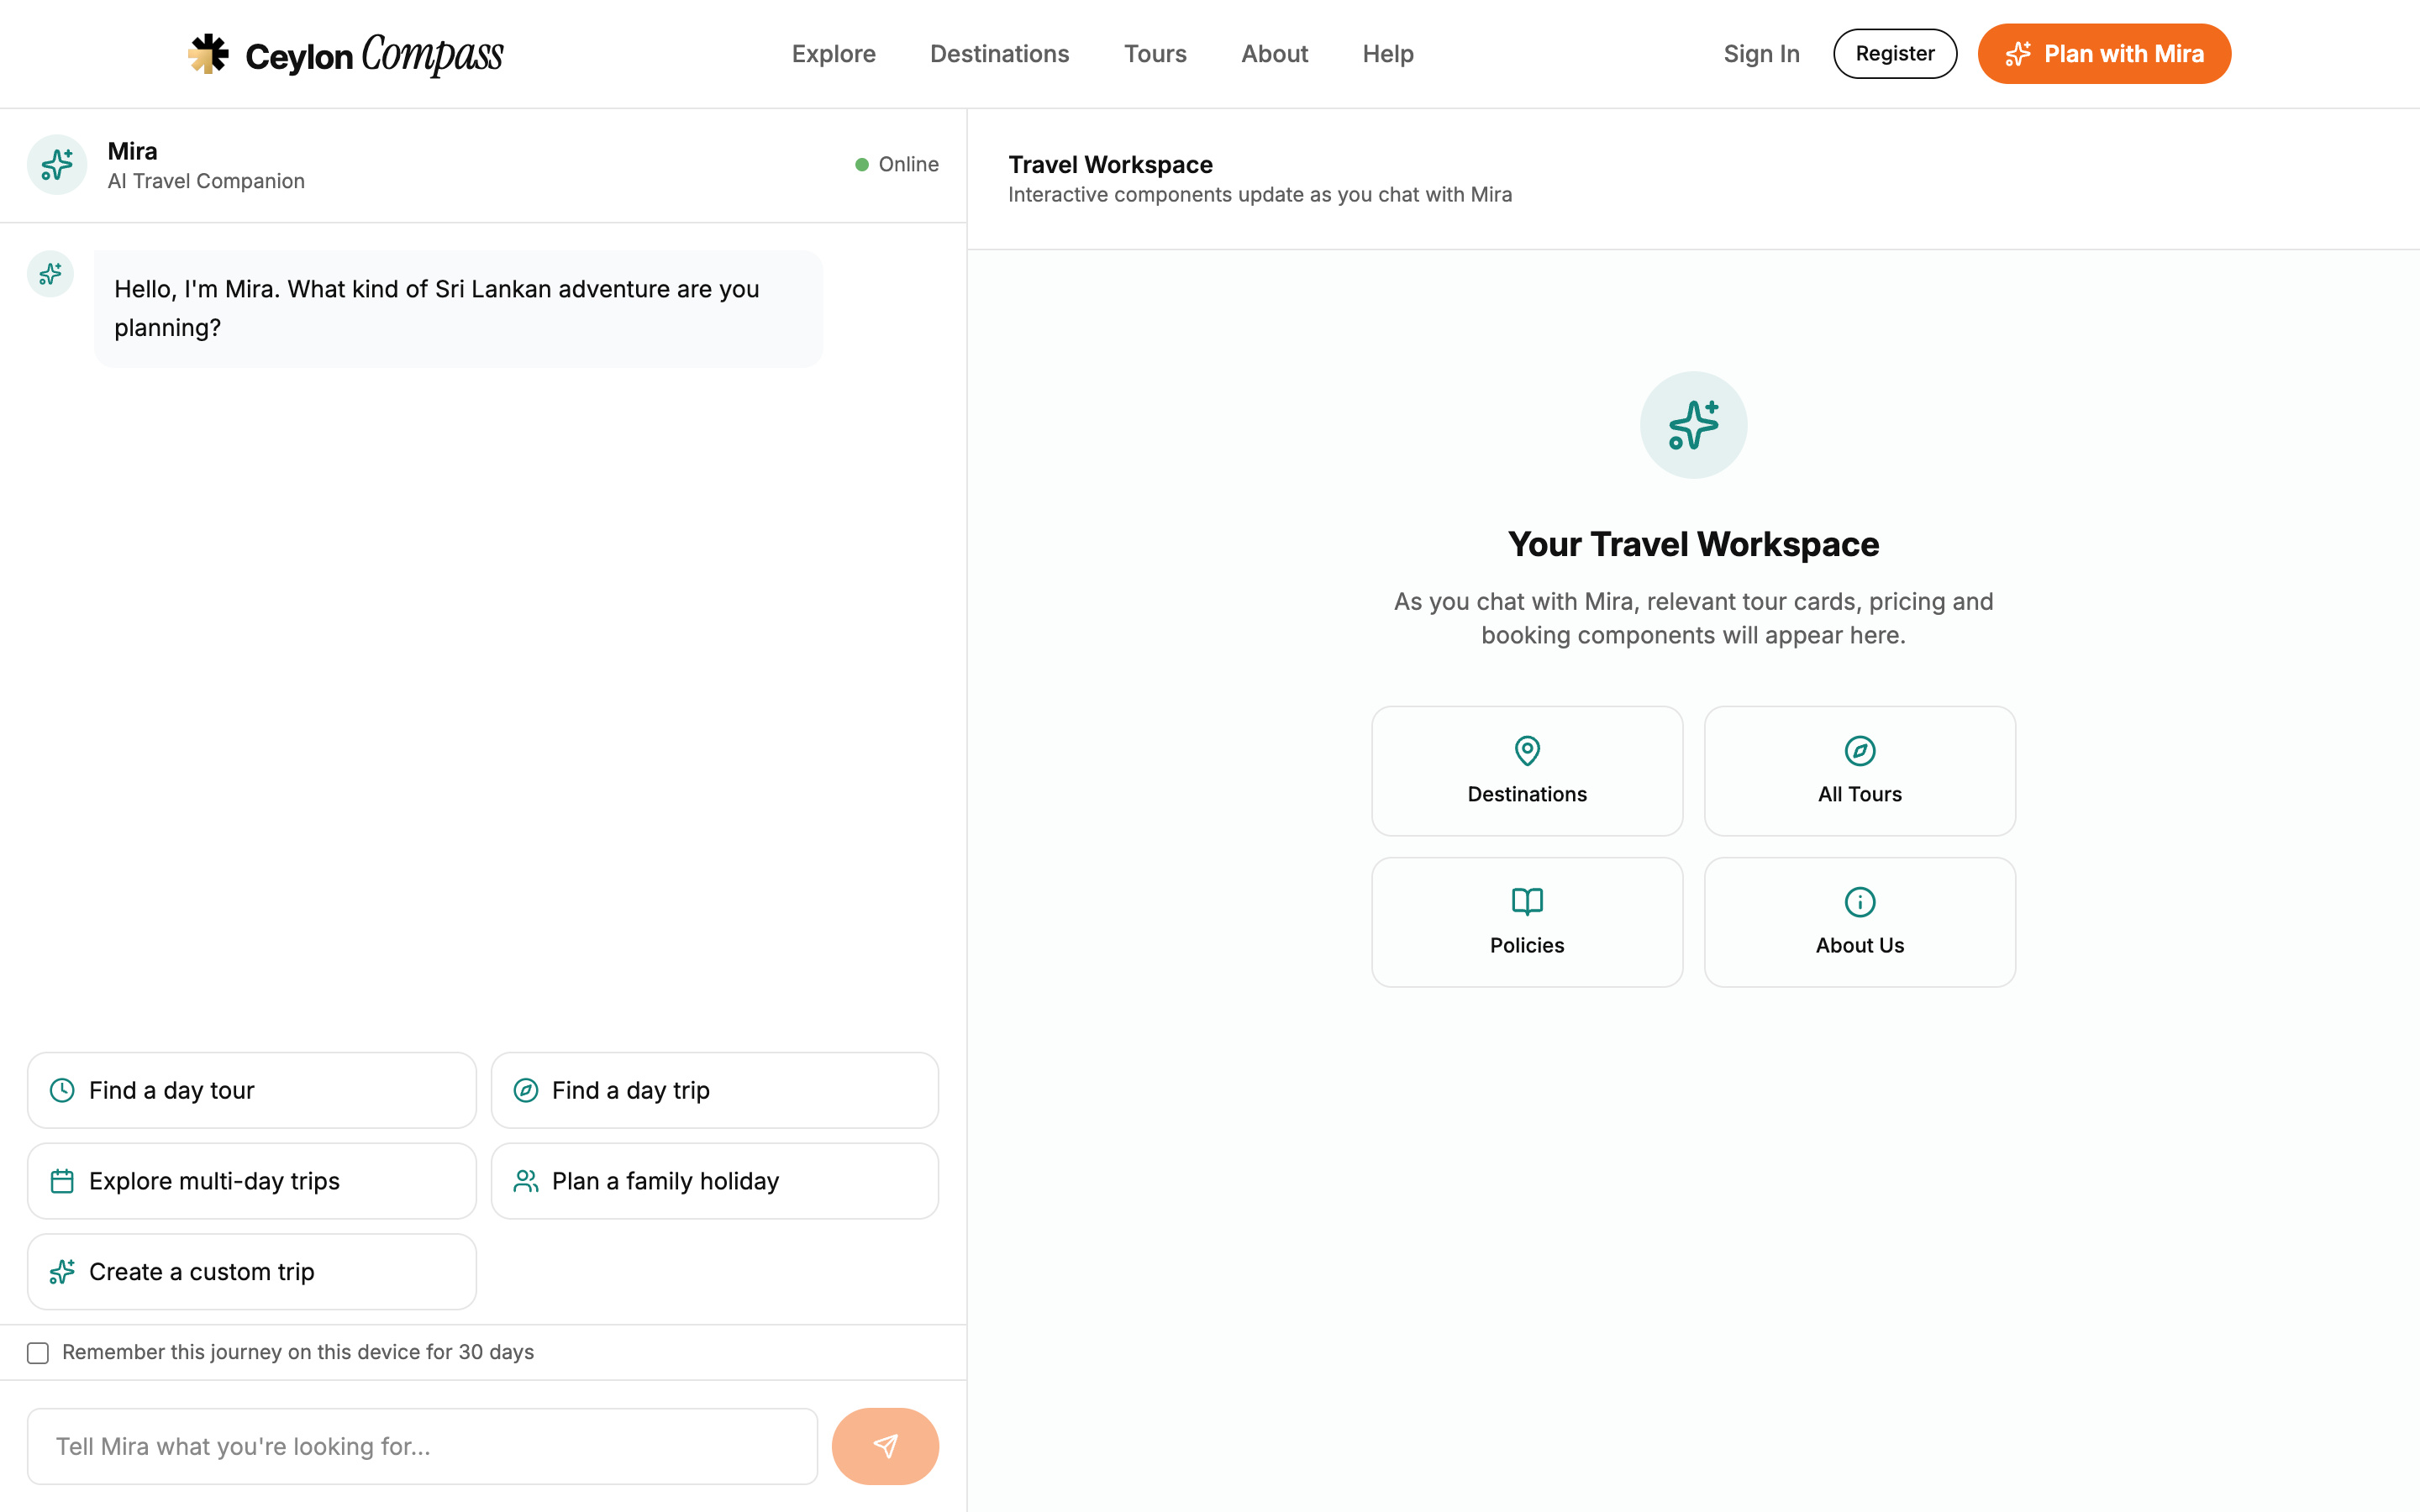 Ceylon Compass
Explore
Destinations
Tours
About
Help
Sign In
Register
Plan with Mira
Mira
AI Travel Companion
Online
Hello, I'm Mira. What kind of Sri Lankan adventure are you
planning?
Find a day tour
Find a day trip
Explore multi-day trips
Plan a family holiday
Create a custom trip
Remember this journey on this device for 30 days
Tell Mira what you're looking for...
Travel Workspace
Interactive components update as you chat with Mira
Your Travel Workspace
As you chat with Mira, relevant tour cards, pricing and
booking components will appear here.
Destinations
All Tours
Policies
About Us